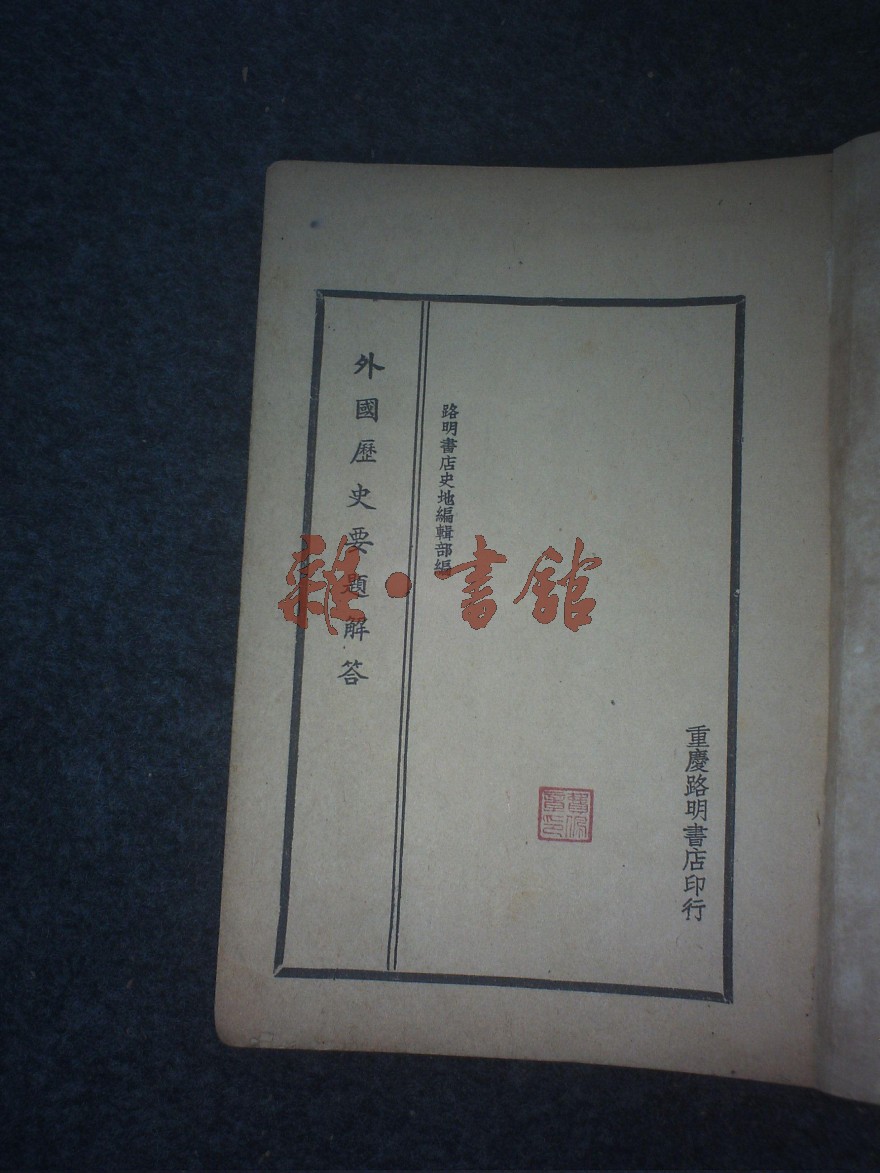 外國歷史要題解答
路明書店史地編輯部編
重慶路明書店印行
雜·書館